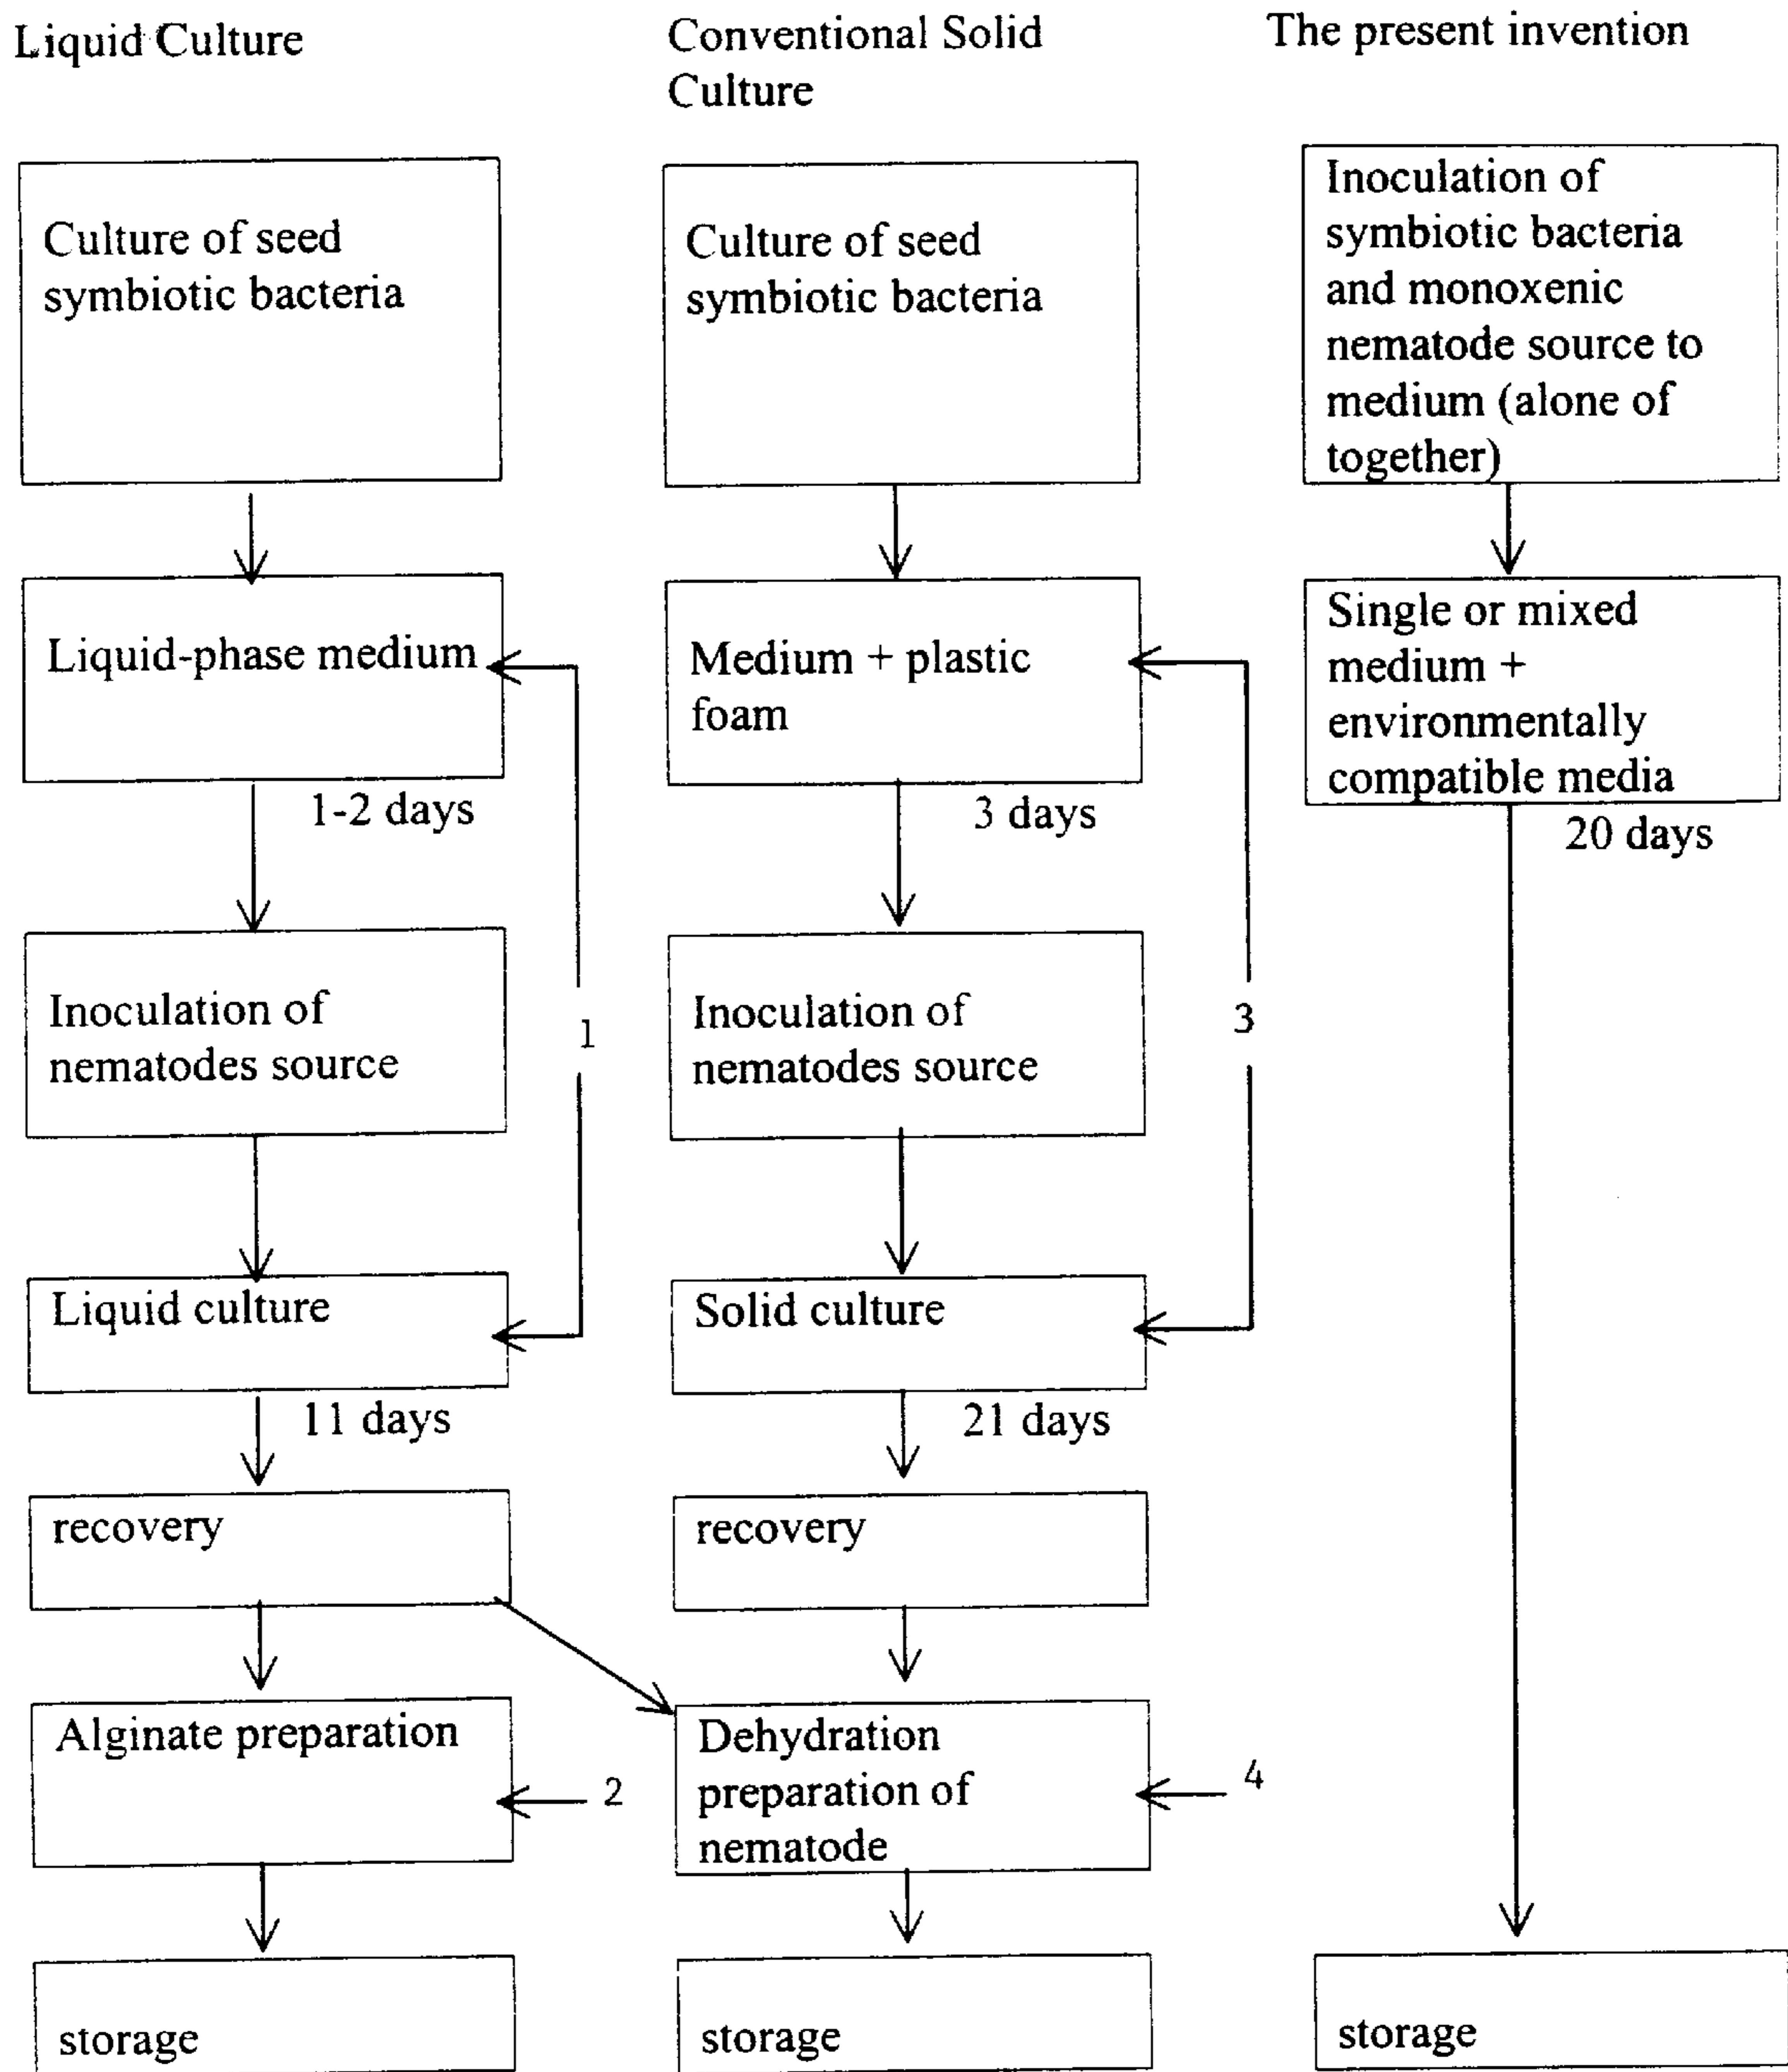 Liquid Culture
Conventional Solid
Culture
The present invention
Culture of seed
symbiotic bacteria
Culture of seed
symbiotic bacteria
Inoculation of
symbiotic bacteria
and monoxenic
nematode source to
medium (alone of
together)
Liquid-phase medium
Medium + plastic
foam
Single or mixed
medium +
environmentally
compatible media
1-2 days
3 days
20 days
Inoculation of
nematodes source
1
Inoculation of
nematodes source
3
Liquid culture
Solid culture
11 days
21 days
recovery
recovery
Alginate preparation
2
Dehydration
preparation of
nematode
4
storage
storage
storage